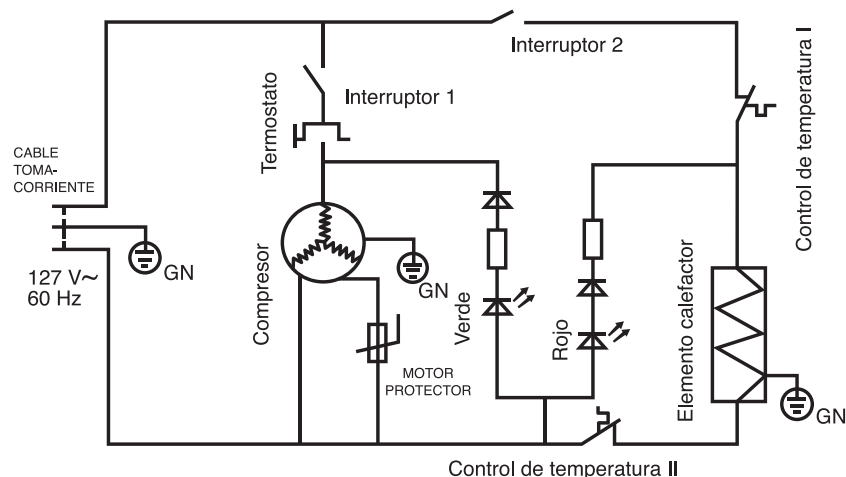 Interruptor 2
Control de temperatura I
Termostato
Interruptor 1
CABLE
TOMA-
CORRIENTE
GN
127 V~
60 Hz
Compresor
GN
MOTOR
PROTECTOR
Verde
Rojo
Elemento calefactor
GN
Control de temperatura II